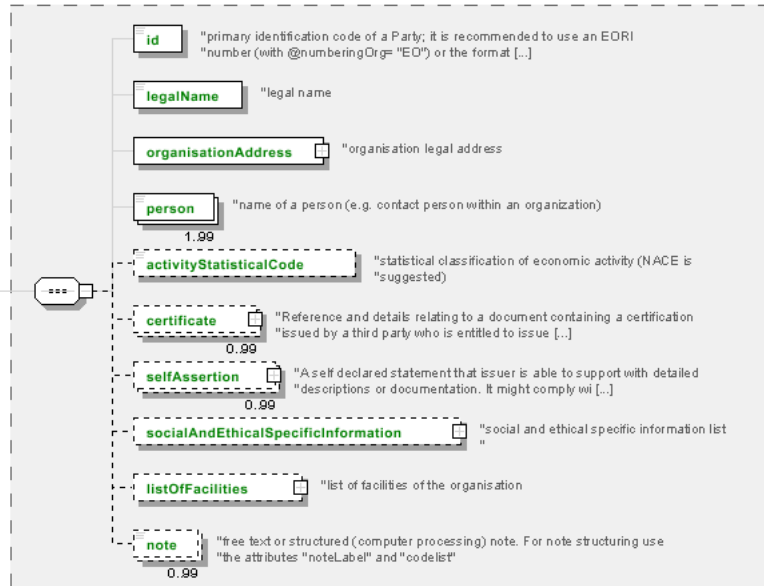 id
"primary identification code of a Party; it is recommended to use an EORI
"number (with @numberingOrg= "EO") or the format [...]
legalName
"legal name
organisationAddress
"organisation legal address
person
"name of a person (e.g. contact person within an organization)
1..99
activityStatisticalCode
"statistical classification of economic activity (NACE is
"suggested)
certificate
"Reference and details relating to a document containing a certification
"issued by a third party who is entitled to issue [...]
0..99
selfAssertion
"A self declared statement that issuer is able to support with detailed
"descriptions or documentation. It might comply wi [...]
0..99
socialAndEthicalSpecificInformation
"social and ethical specific information list
"
listOfFacilities
"list of facilities of the organisation
note
"free text or structured (computer processing) note. For note structuring use
"the attributes "noteLabel" and "codelist"
0..99